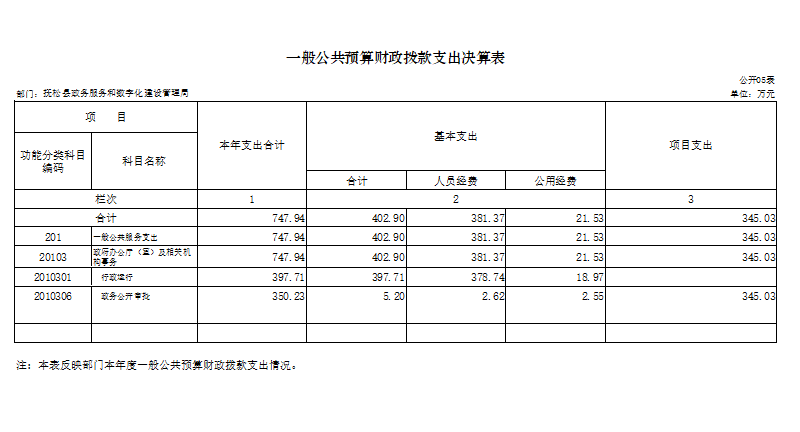 一般公共预算财政拨款支出决算表
公开05表
部门：抚松县政务服务和数字化建设管理局 单位：万元
项 目 本年支出合计 基本支出 项目支出
功能分类科目编码 科目名称 合计 人员经费 公用经费
栏次 1 2 3
合计 747.94 402.90 381.37 21.53 345.03
201 一般公共服务支出 747.94 402.90 381.37 21.53 345.03
20103 政府办公厅（室）及相关机构事务 747.94 402.90 381.37 21.53 345.03
2010301 行政运行 397.71 397.71 378.74 18.97
2010306 政务公开审批 350.23 5.20 2.62 2.55 345.03
注：本表反映部门本年度一般公共预算财政拨款支出情况。